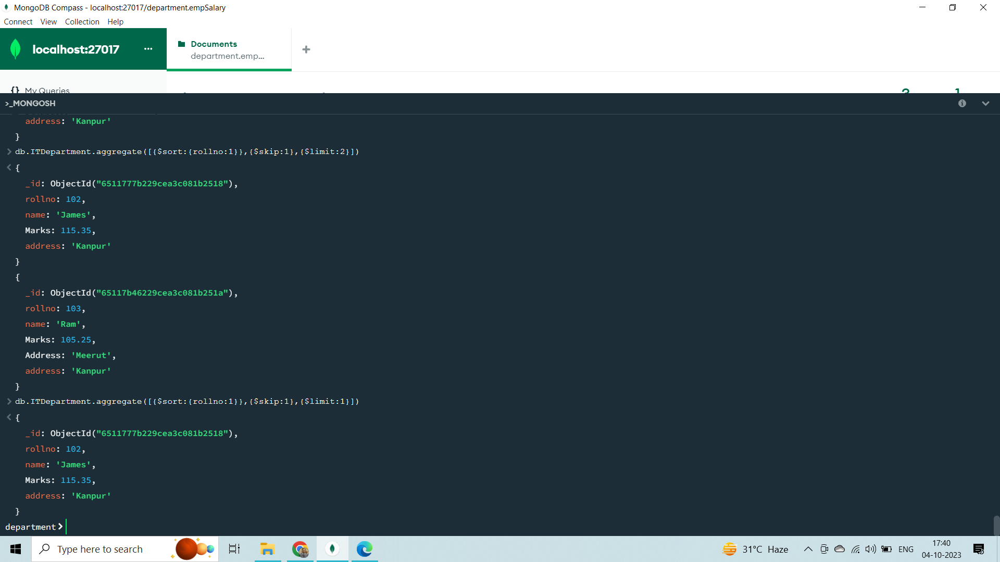 MongoDB Compass - localhost:27017/department.empSalary
Connect View Collection Help
localhost:27017 ...
Documents
department.emp...
+
{} My Queries
>_MONGOSH
address: 'Kanpur'
}
> db.ITDepartment.aggregate([{$sort:{rollno:1}},{$skip:1},{$limit:2}])
< {
_id: ObjectId("6511777b229cea3c081b2518"),
rollno: 102,
name: 'James',
Marks: 115.35,
address: 'Kanpur'
}
{
_id: ObjectId("65117b46229cea3c081b251a"),
rollno: 103,
name: 'Ram',
Marks: 105.25,
Address: 'Meerut',
address: 'Kanpur'
}
> db.ITDepartment.aggregate([{$sort:{rollno:1}},{$skip:1},{$limit:1}])
< {
_id: ObjectId("6511777b229cea3c081b2518"),
rollno: 102,
name: 'James',
Marks: 115.35,
address: 'Kanpur'
}
department>
Type here to search
31°C Haze
ENG
17:40
04-10-2023